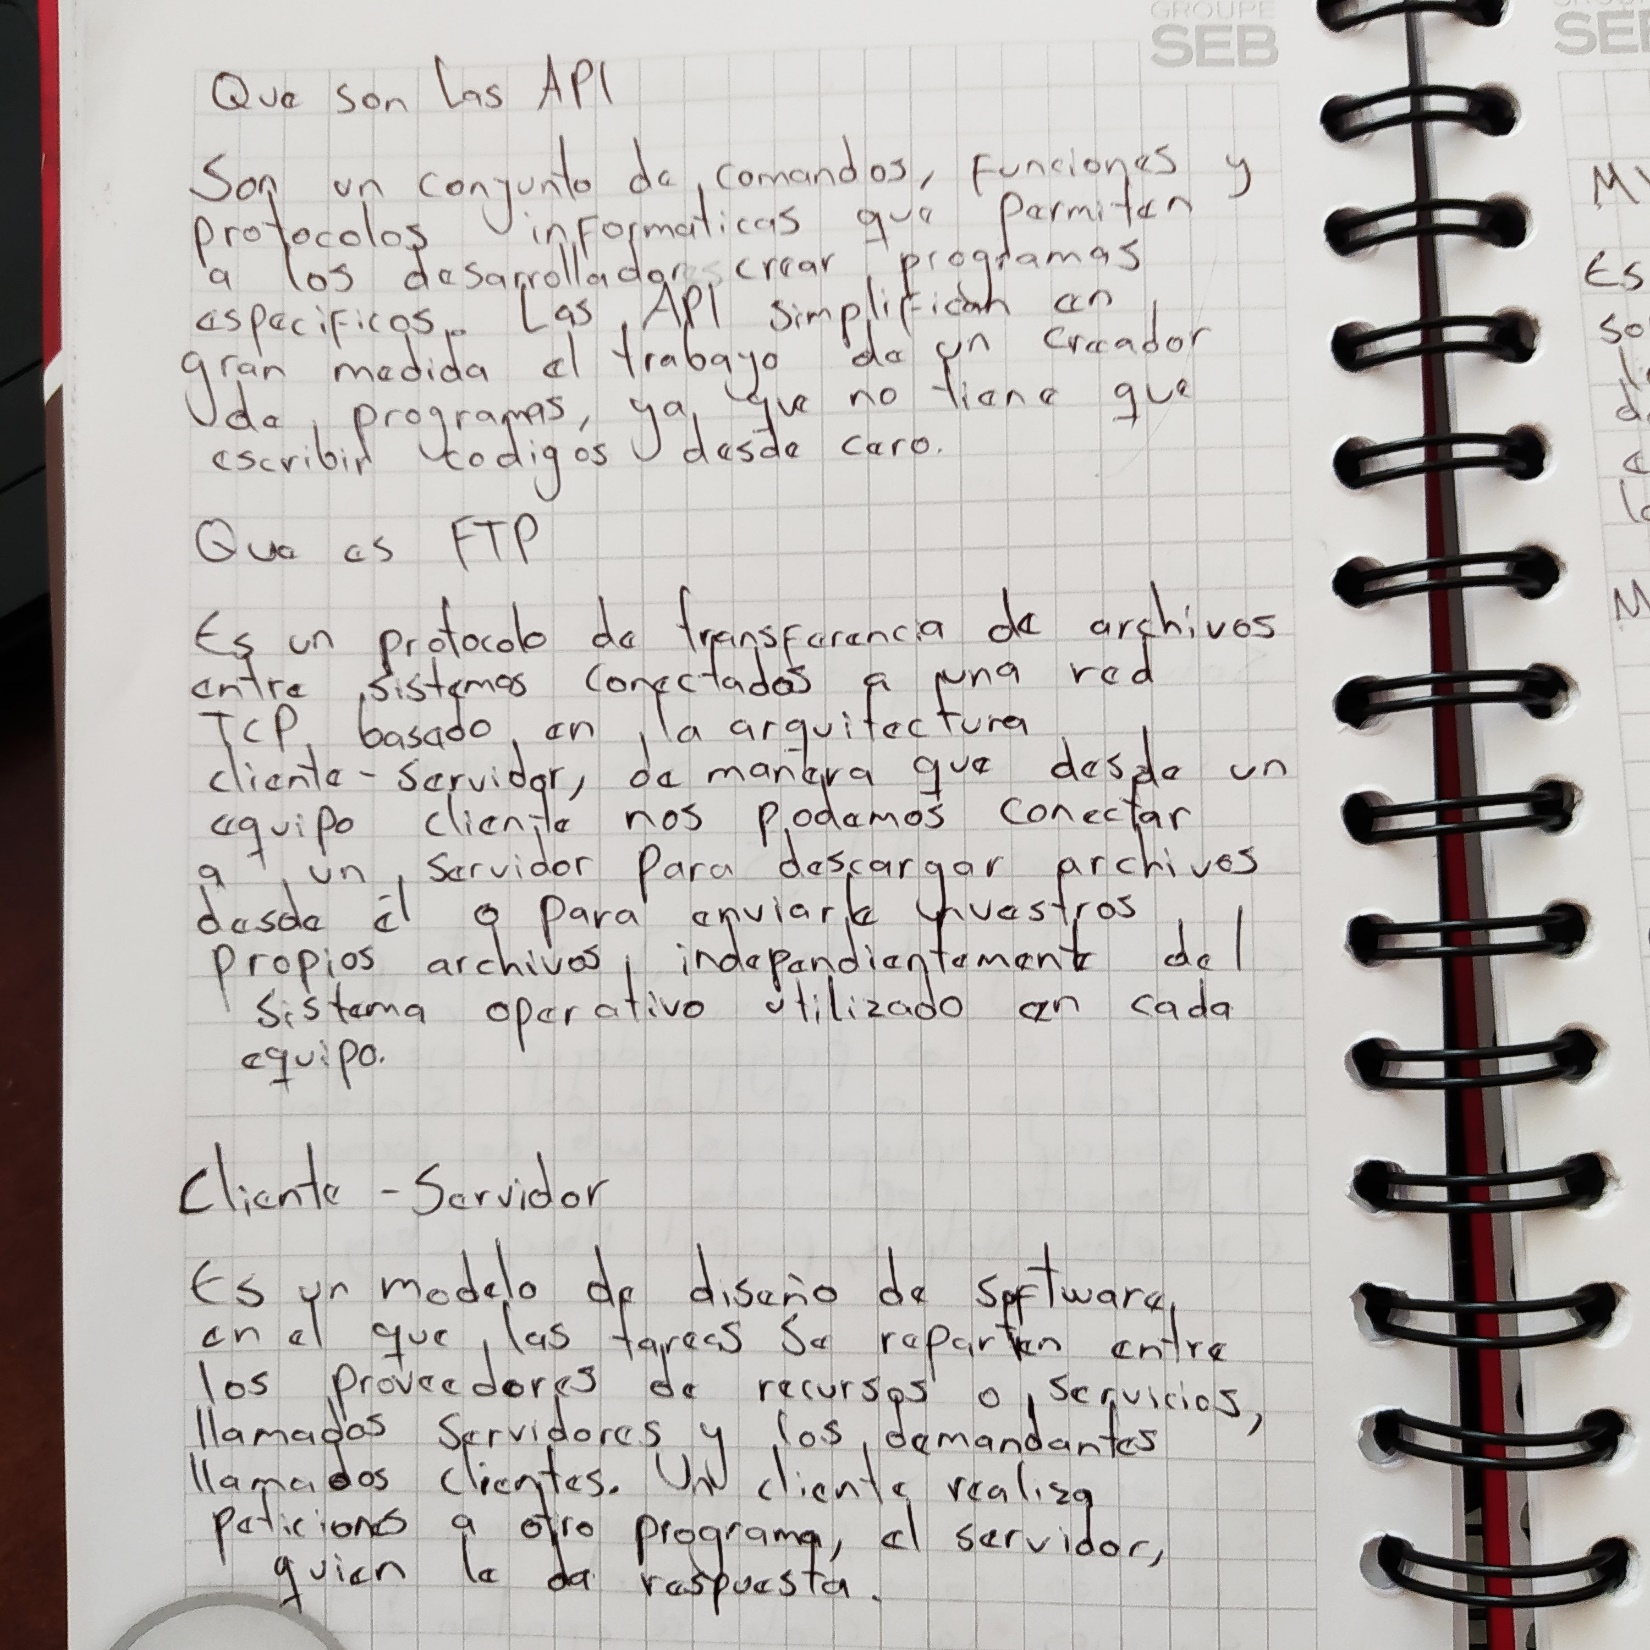 GROUPE
SEB
Que son las API
Son un conjunto de comandos, funciones y
protocolos informaticas que permiten
a los desarrolladores crear programas
especificos. Las API simplifican en
gran medida el trabajo de un creador
de programas, ya que no tiene que
escribir codigos desde cero.
Que es FTP
Es un protocolo de transferencia de archivos
entre sistemas conectados a una red
TCP, basado en la arquitectura
cliente - servidor, de manera que desde un
equipo cliente nos podemos conectar
a un servidor para descargar archivos
desde él o para enviarle nuestros
propios archivos, independientemente del
sistema operativo utilizado en cada
equipo.
Cliente - Servidor
Es un modelo de diseño de software,
en el que las tareas se reparten entre
los proveedores de recursos o servicios,
llamados servidores y los demandantes
llamados clientes. Un cliente realiza
peticiones a otro programa, el servidor,
quien le da respuesta.
SEB
Es
so